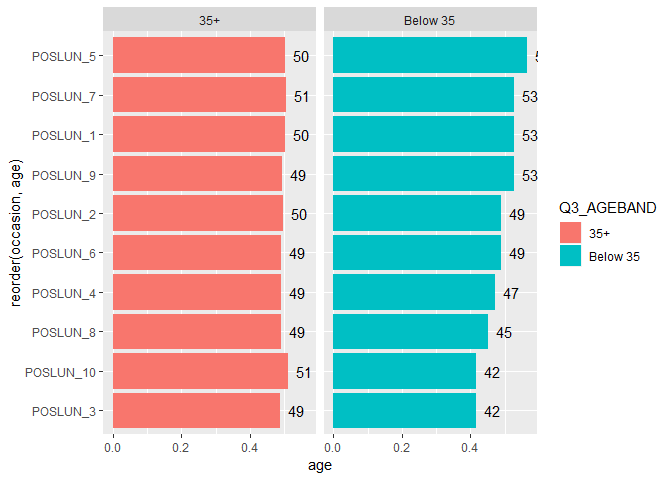 35+ Below 35
POSLUN_5 50
POSLUN_7 51 53
POSLUN_1 50 53
POSLUN_9 49 53
POSLUN_2 50 49
POSLUN_6 49 49
POSLUN_4 49 47
POSLUN_8 49 45
POSLUN_10 51 42
POSLUN_3 49 42
0.0 0.2 0.4 0.0 0.2 0.4
age
reorder(occasion, age)
Q3_AGEBAND
35+
Below 35